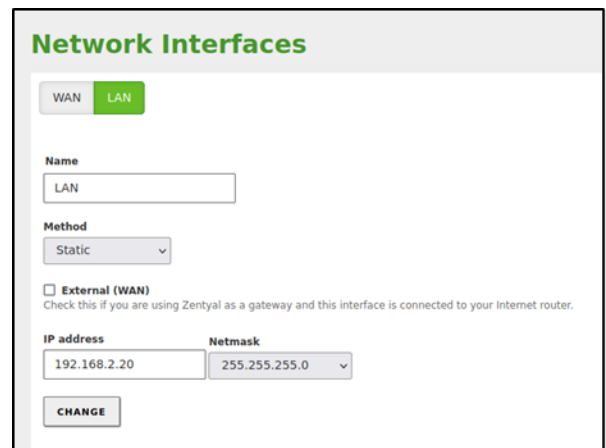 Network Interfaces
WAN LAN
Name
LAN
Method
Static
External (WAN)
Check this if you are using Zentyal as a gateway and this interface is connected to your Internet router.
IP address Netmask
192.168.2.20 255.255.255.0
CHANGE